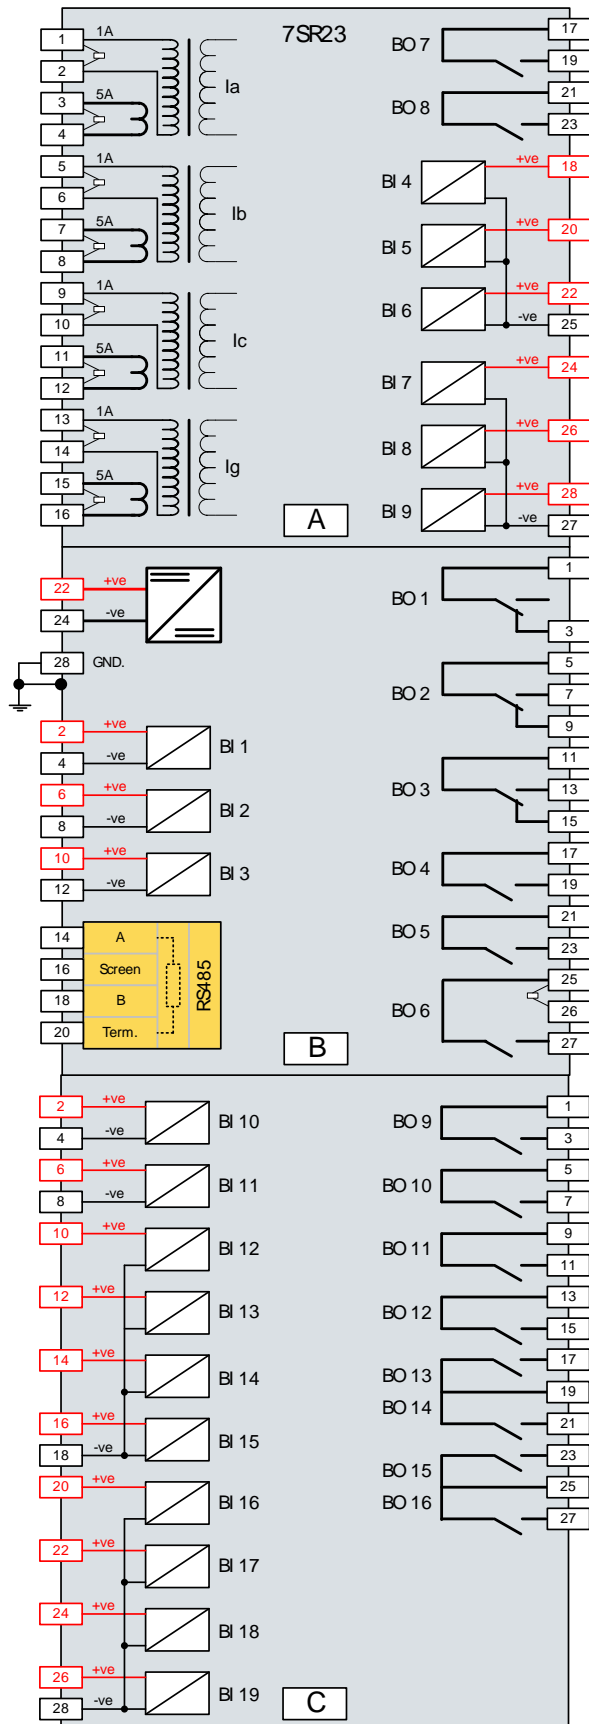 7SR23
1 1A
2
3 5A
4
Ia
5 1A
6
7 5A
8
Ib
9 1A
10
11 5A
12
Ic
13 1A
14
15 5A
16
Ig
BO 7 17
19
BO 8 21
23
BI 4 +ve 18
BI 5 +ve 20
BI 6 +ve 22
-ve 25
BI 7 +ve 24
BI 8 +ve 26
BI 9 +ve 28
-ve 27
A
22 +ve
24 -ve
28 GND.
2 +ve
4 -ve
BI 1
6 +ve
8 -ve
BI 2
10 +ve
12 -ve
BI 3
14 A
16 Screen
18 B
20 Term.
RS485
BO 1 1
3
BO 2 5
7
9
BO 3 11
13
15
BO 4 17
19
BO 5 21
23
BO 6 25
26
27
B
2 +ve
4 -ve
BI 10
6 +ve
8 -ve
BI 11
10 +ve
BI 12
12 +ve
BI 13
14 +ve
BI 14
16 +ve
18 -ve
BI 15
20 +ve
BI 16
22 +ve
BI 17
24 +ve
BI 18
26 +ve
28 -ve
BI 19
BO 9 1
3
BO 10 5
7
BO 11 9
11
BO 12 13
15
BO 13 17
19
BO 14 21
BO 15 23
25
BO 16 27
C